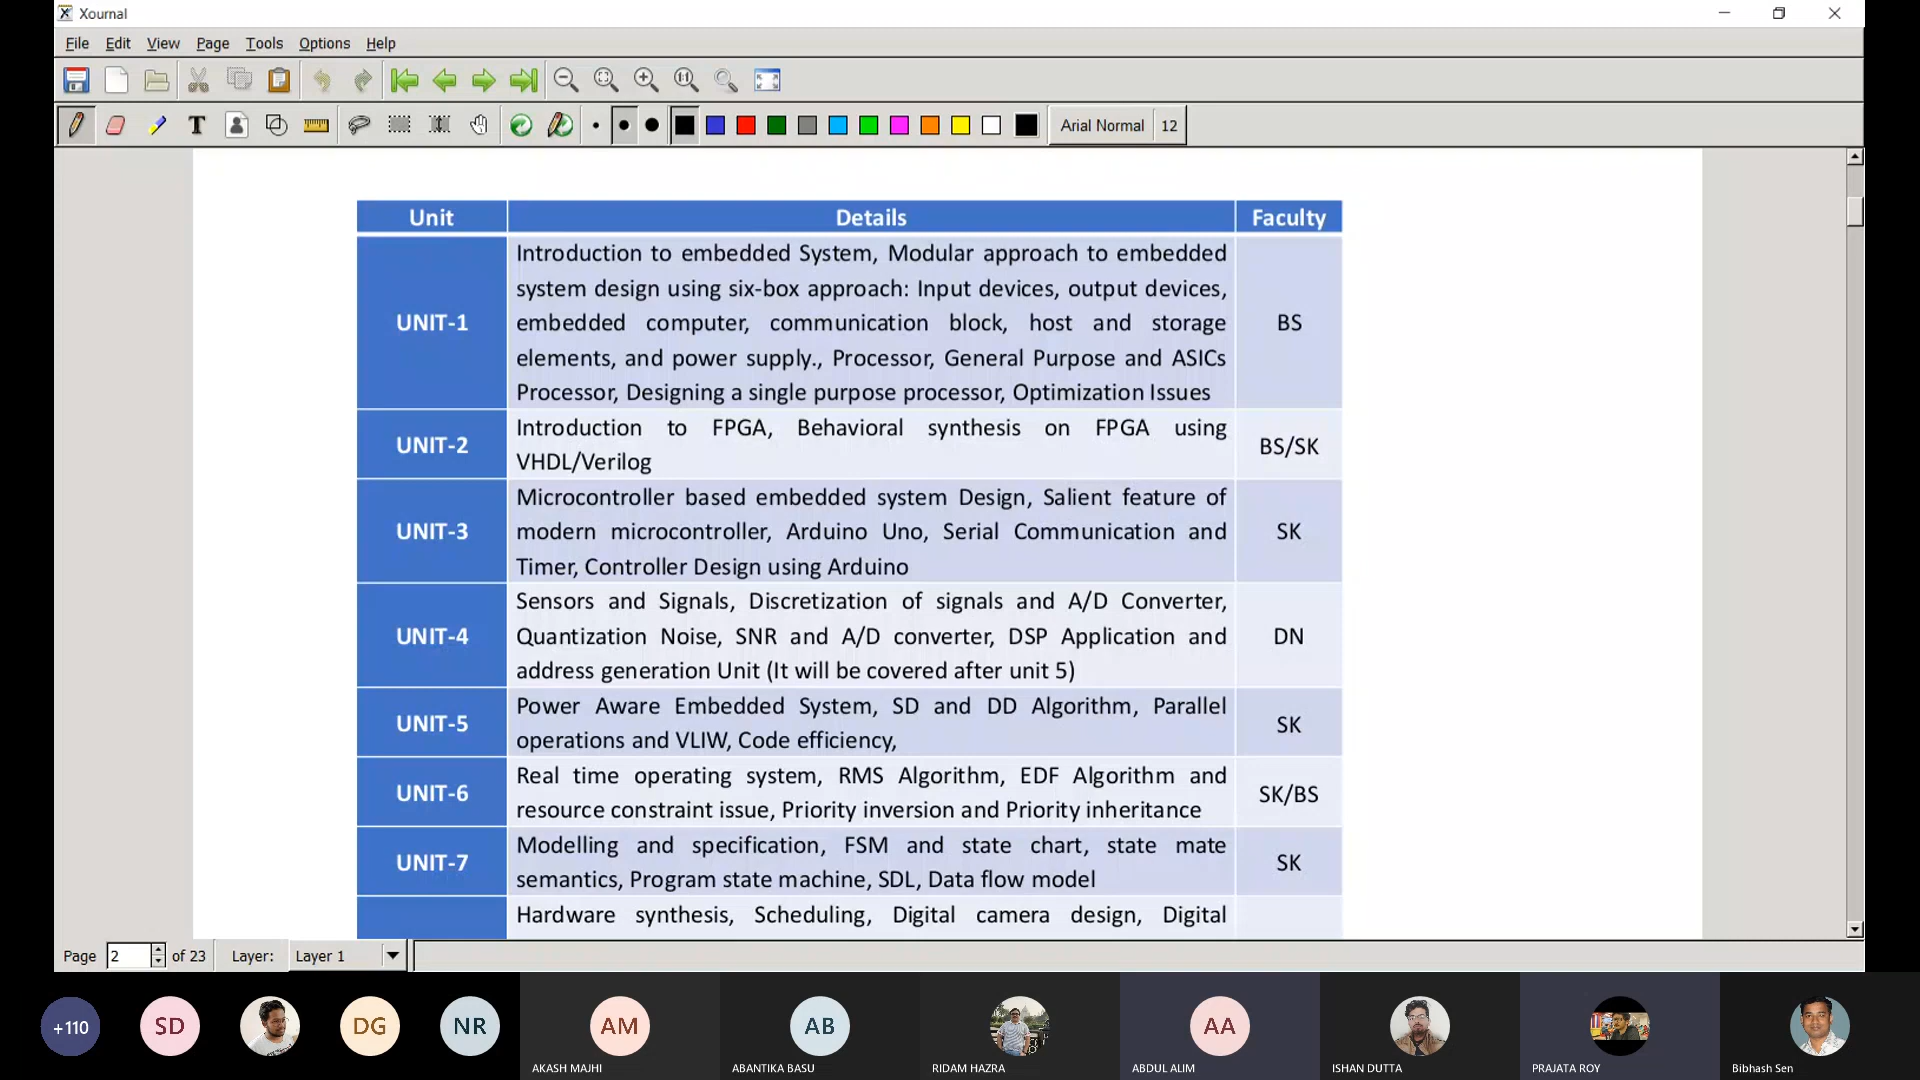 Xournal
File Edit View Page Tools Options Help
Arial Normal 12
Unit Details Faculty
UNIT-1
Introduction to embedded System, Modular approach to embedded
system design using six-box approach: Input devices, output devices,
embedded computer, communication block, host and storage
elements, and power supply., Processor, General Purpose and ASICs
Processor, Designing a single purpose processor, Optimization Issues
BS
UNIT-2
Introduction to FPGA, Behavioral synthesis on FPGA using
VHDL/Verilog
BS/SK
UNIT-3
Microcontroller based embedded system Design, Salient feature of
modern microcontroller, Arduino Uno, Serial Communication and
Timer, Controller Design using Arduino
SK
UNIT-4
Sensors and Signals, Discretization of signals and A/D Converter,
Quantization Noise, SNR and A/D converter, DSP Application and
address generation Unit (It will be covered after unit 5)
DN
UNIT-5
Power Aware Embedded System, SD and DD Algorithm, Parallel
operations and VLIW, Code efficiency,
SK
UNIT-6
Real time operating system, RMS Algorithm, EDF Algorithm and
resource constraint issue, Priority inversion and Priority inheritance
SK/BS
UNIT-7
Modelling and specification, FSM and state chart, state mate
semantics, Program state machine, SDL, Data flow model
SK
Hardware synthesis, Scheduling, Digital camera design, Digital
Page 2 of 23 Layer: Layer 1
+110 SD DG NR AM AB AA
AKASH MAJHI ABANTIKA BASU RIDAM HAZRA ABDUL ALIM ISHAN DUTTA PRAJATA ROY Bibhash Sen